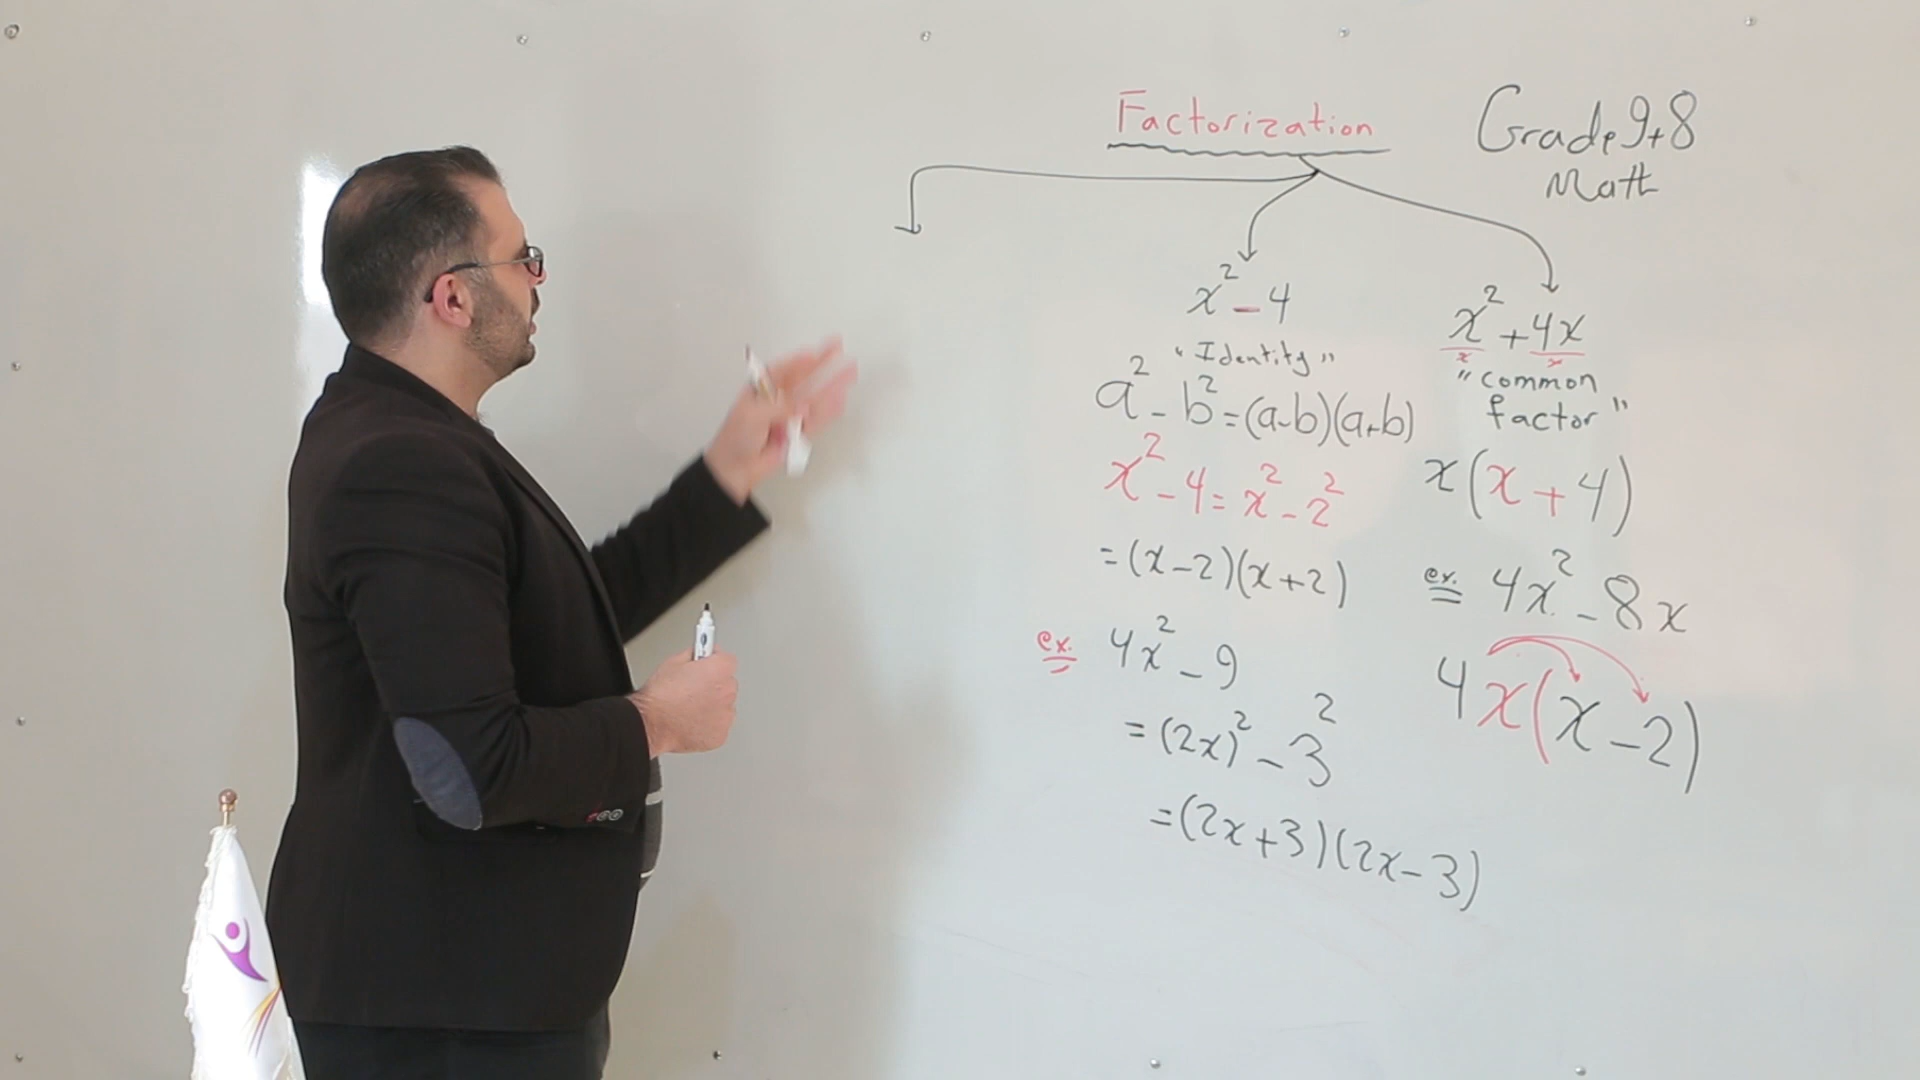 Factorization
Grade 9+8
Math
x² - 4
"Identity"
a² - b² = (a-b)(a+b)
x² - 4 = x² - 2²
= (x-2)(x+2)
ex. 4x² - 9
= (2x)² - 3²
= (2x+3)(2x-3)
x² + 4x
x x
"common
factor"
x(x+4)
ex. 4x² - 8x
4x(x-2)